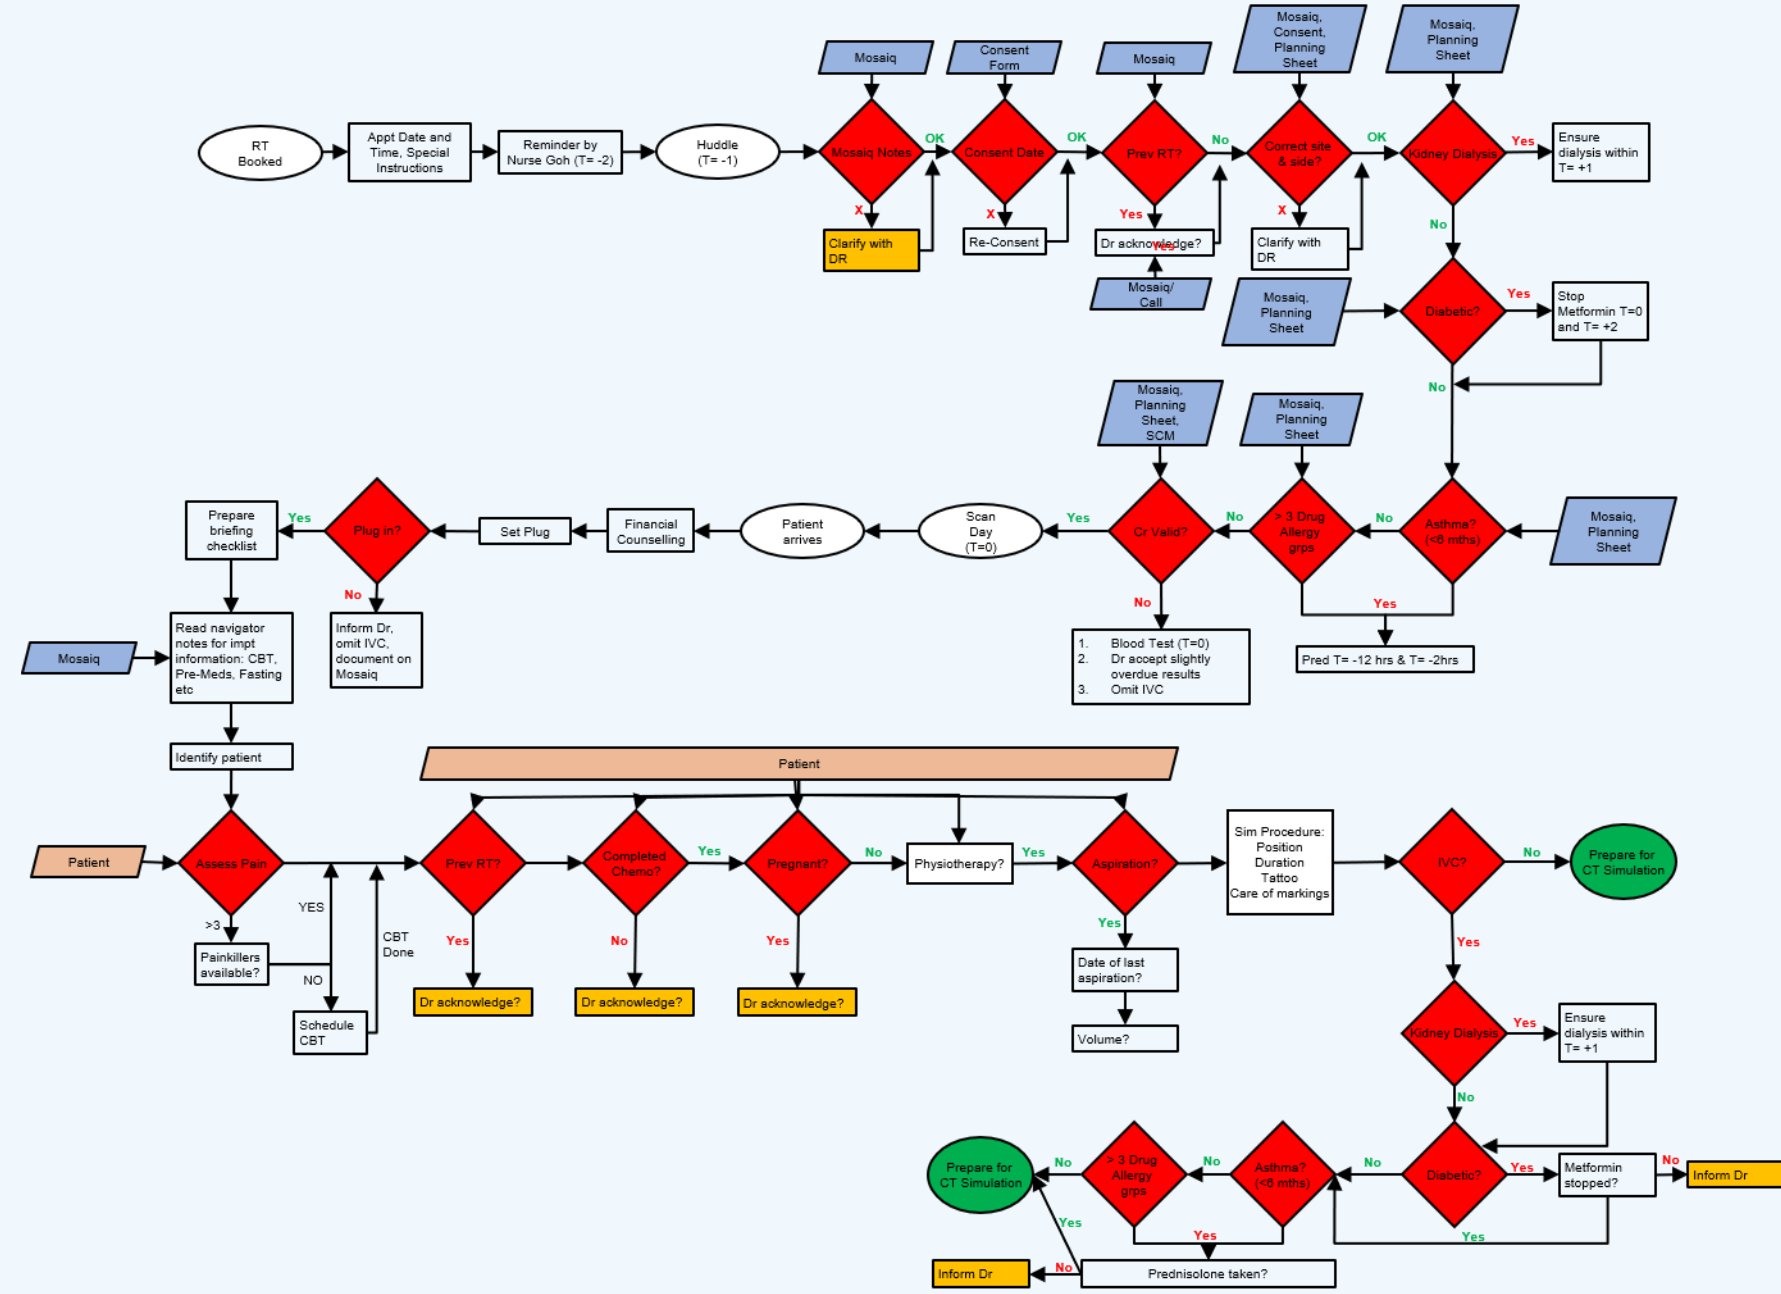 Mosaiq
Consent
Form
Mosaiq
Mosaiq,
Consent,
Planning
Sheet
Mosaiq,
Planning
Sheet
RT
Booked
Appt Date and
Time, Special
Instructions
Reminder by
Nurse Goh (T= -2)
Huddle
(T= -1)
Mosaiq Notes
OK
Consent Date
OK
Prev RT?
No
Correct site
& side?
OK
Kidney Dialysis
Yes
Ensure
dialysis within
T= +1
X
Clarify with
DR
X
Re-Consent
Yes
Dr acknowledge?
Yes
Mosaiq/
Call
X
Clarify with
DR
No
Mosaiq,
Planning
Sheet
Diabetic?
Yes
Stop
Metformin T=0
and T= +2
No
Mosaiq,
Planning
Sheet,
SCM
Mosaiq,
Planning
Sheet
Prepare
briefing
checklist
Yes
Plug in?
Set Plug
Financial
Counselling
Patient
arrives
Scan
Day
(T=0)
Yes
Cr Valid?
No
> 3 Drug
Allergy
grps
No
Asthma?
(<6 mths)
Mosaiq,
Planning
Sheet
No
Inform Dr,
omit IVC,
document on
Mosaiq
No
1. Blood Test (T=0)
2. Dr accept slightly
overdue results
3. Omit IVC
Yes
Pred T= -12 hrs & T= -2hrs
Mosaiq
Read navigator
notes for impt
information: CBT,
Pre-Meds, Fasting
etc
Identify patient
Patient
Patient
Assess Pain
Prev RT?
Completed
Chemo?
Yes
Pregnant?
No
Physiotherapy?
Yes
Aspiration?
Sim Procedure:
Position
Duration
Tattoo
Care of markings
IVC?
No
Prepare for
CT Simulation
>3
Painkillers
available?
YES
NO
Schedule
CBT
CBT
Done
Yes
Dr acknowledge?
No
Dr acknowledge?
Yes
Dr acknowledge?
Yes
Date of last
aspiration?
Volume?
Yes
Kidney Dialysis
Yes
Ensure
dialysis within
T= +1
No
Prepare for
CT Simulation
No
> 3 Drug
Allergy
grps
No
Asthma?
(<6 mths)
No
Diabetic?
Yes
Metformin
stopped?
No
Inform Dr
Yes
Yes
Yes
Inform Dr
No
Prednisolone taken?